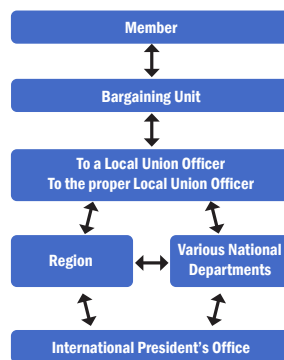 Member
Bargaining Unit
To a Local Union Officer
To the proper Local Union Officer
Region
Various National
Departments
International President's Office